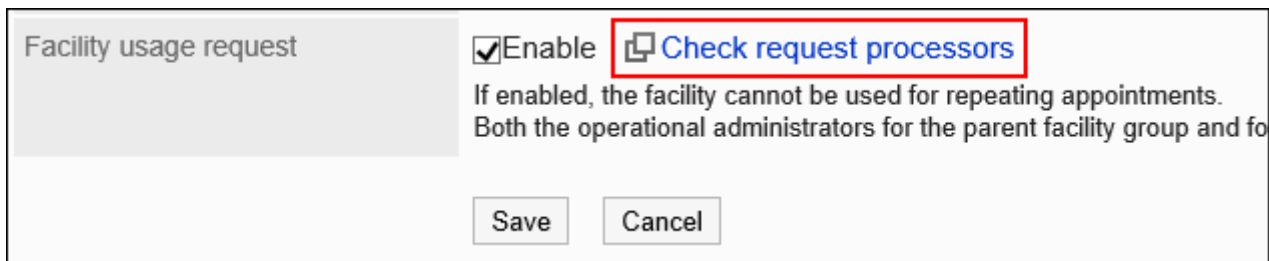 Facility usage request
Enable Check request processors
If enabled, the facility cannot be used for repeating appointments.
Both the operational administrators for the parent facility group and fo
Save Cancel